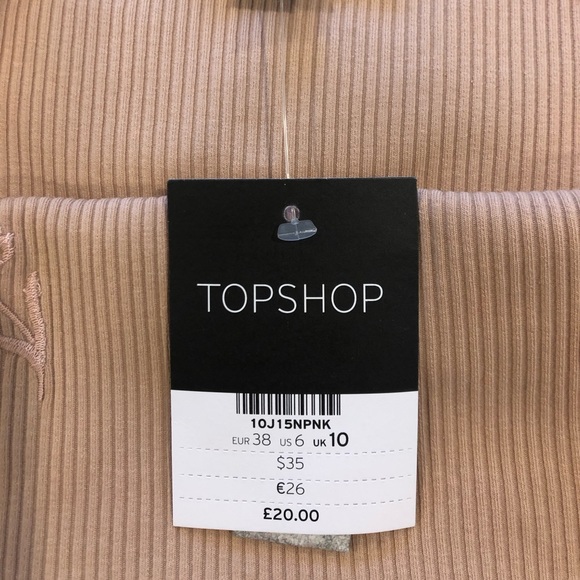 TOPSHOP
10J15NPNK
EUR 38 US 6 UK 10
$35
€26
£20.00